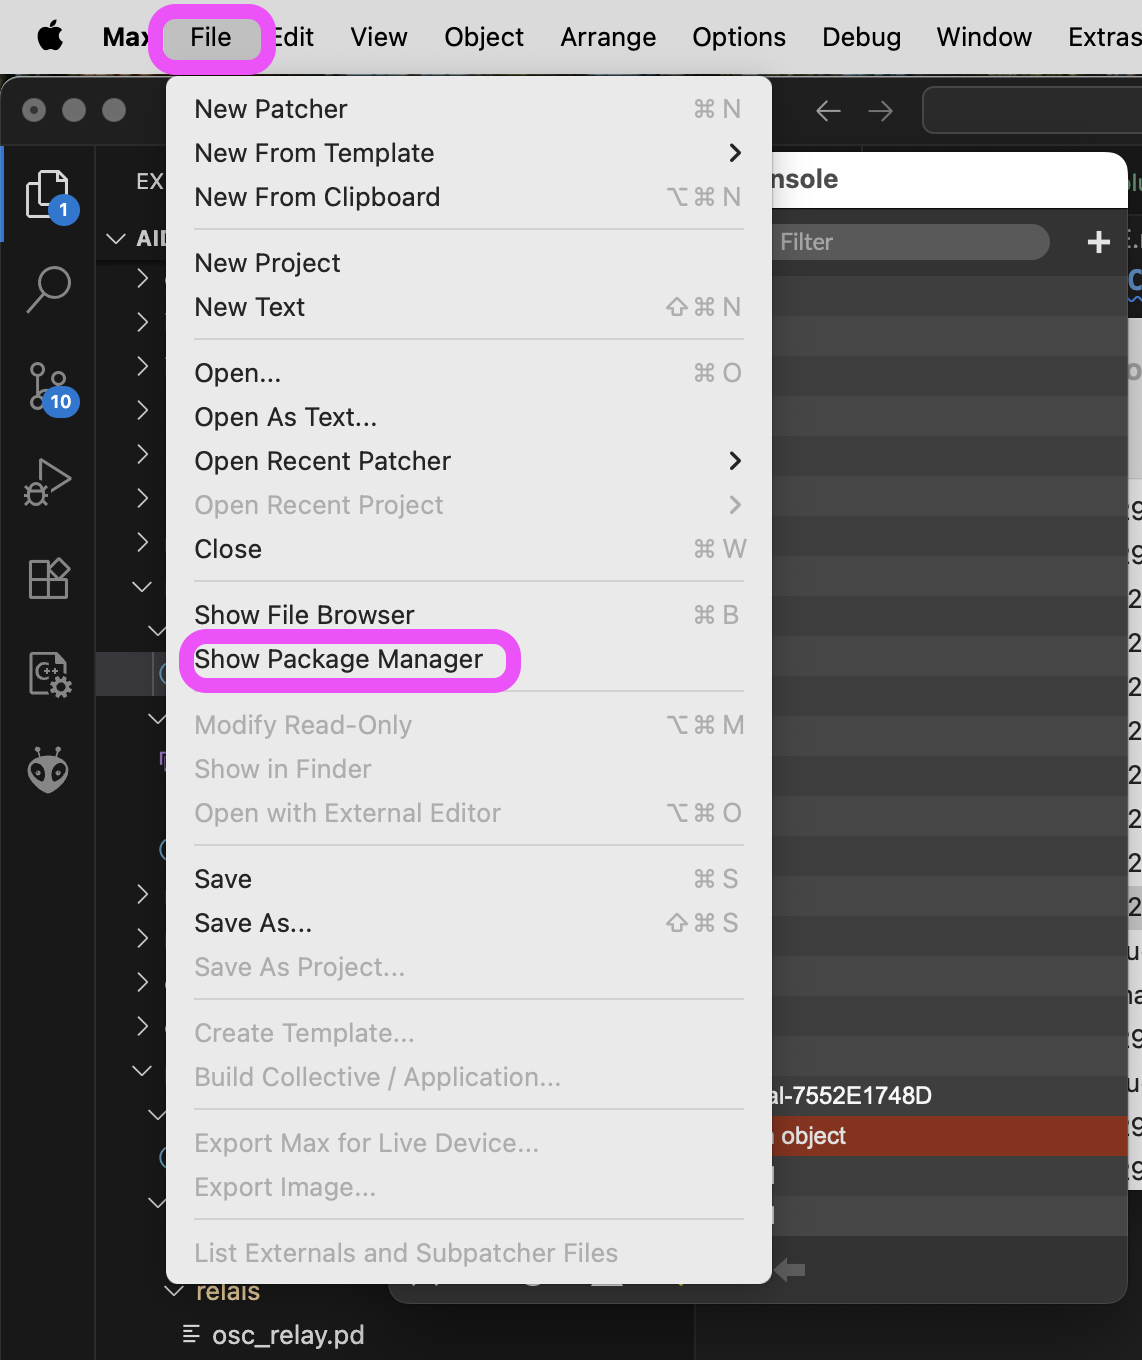 Max File Edit View Object Arrange Options Debug Window Extras
New Patcher ⌘ N
New From Template
New From Clipboard ⌥ ⌘ N
New Project
New Text ⇧ ⌘ N
Open... ⌘ O
Open As Text...
Open Recent Patcher
Open Recent Project
Close ⌘ W
Show File Browser ⌘ B
Show Package Manager
Modify Read-Only ⌥ ⌘ M
Show in Finder
Open with External Editor ⌥ ⌘ O
Save ⌘ S
Save As... ⇧ ⌘ S
Save As Project...
Create Template...
Build Collective / Application...
Export Max for Live Device...
Export Image...
List Externals and Subpatcher Files
EX
AID
1
10
C++
nsole
Filter
al-7552E1748D
object
relais
osc_relay.pd